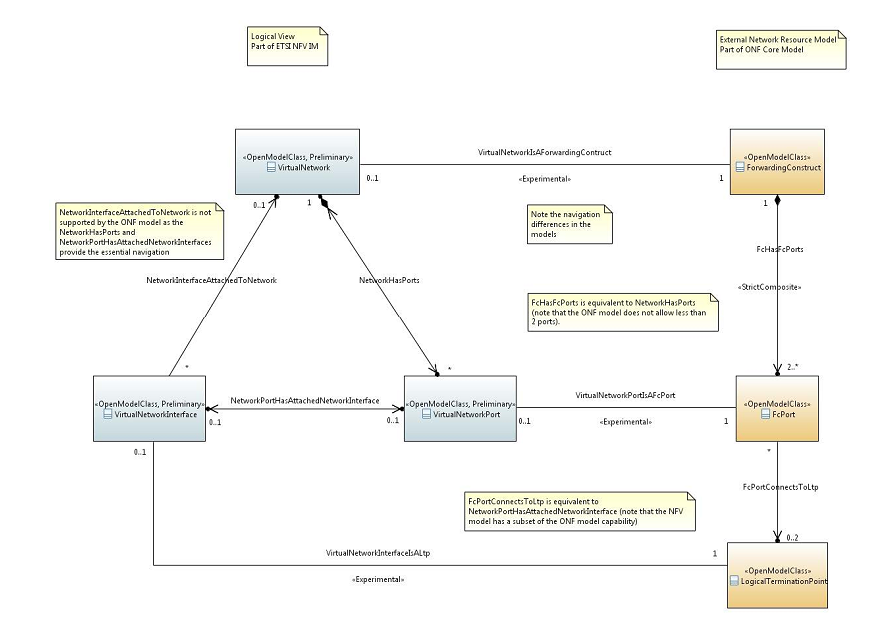 Logical View
Part of ETSI NFV IM
External Network Resource Model
Part of ONF Core Model
«OpenModelClass, Preliminary»
VirtualNetwork
VirtualNetworkIsAForwardingContruct
0..1
«Experimental»
1
«OpenModelClass»
ForwardingConstruct
0..1
1
1
NetworkInterfaceAttachedToNetwork is not
supported by the ONF model as the
NetworkHasPorts and
NetworkPortHasAttachedNetworkInterfaces
provide the essential navigation
Note the navigation
differences in the
models
FcHasFcPorts
NetworkInterfaceAttachedToNetwork
NetworkHasPorts
«StrictComposite»
FcHasFcPorts is equivalent to NetworkHasPorts
(note that the ONF model does not allow less than
2 ports).
*
*
2..*
«OpenModelClass, Preliminary»
VirtualNetworkInterface
NetworkPortHasAttachedNetworkInterface
0..1
0..1
«OpenModelClass, Preliminary»
VirtualNetworkPort
VirtualNetworkPortIsAFcPort
0..1
«Experimental»
1
«OpenModelClass»
FcPort
0..1
*
FcPortConnectsToLtp
FcPortConnectsToLtp is equivalent to
NetworkPortHasAttachedNetworkInterface (note that the NFV
model has a subset of the ONF model capability)
0..2
VirtualNetworkInterfaceIsALtp
1
«Experimental»
«OpenModelClass»
LogicalTerminationPoint